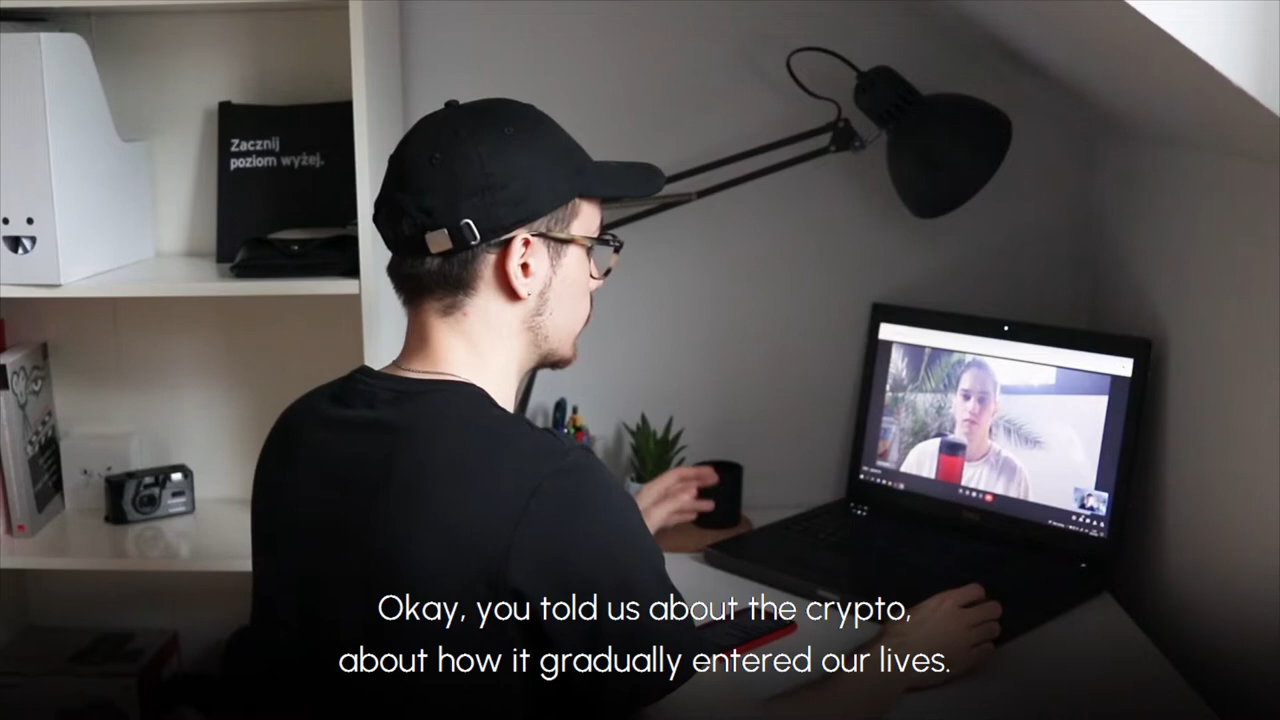 Zacznij
poziom wyżej.
Okay, you told us about the crypto,
about how it gradually entered our lives.